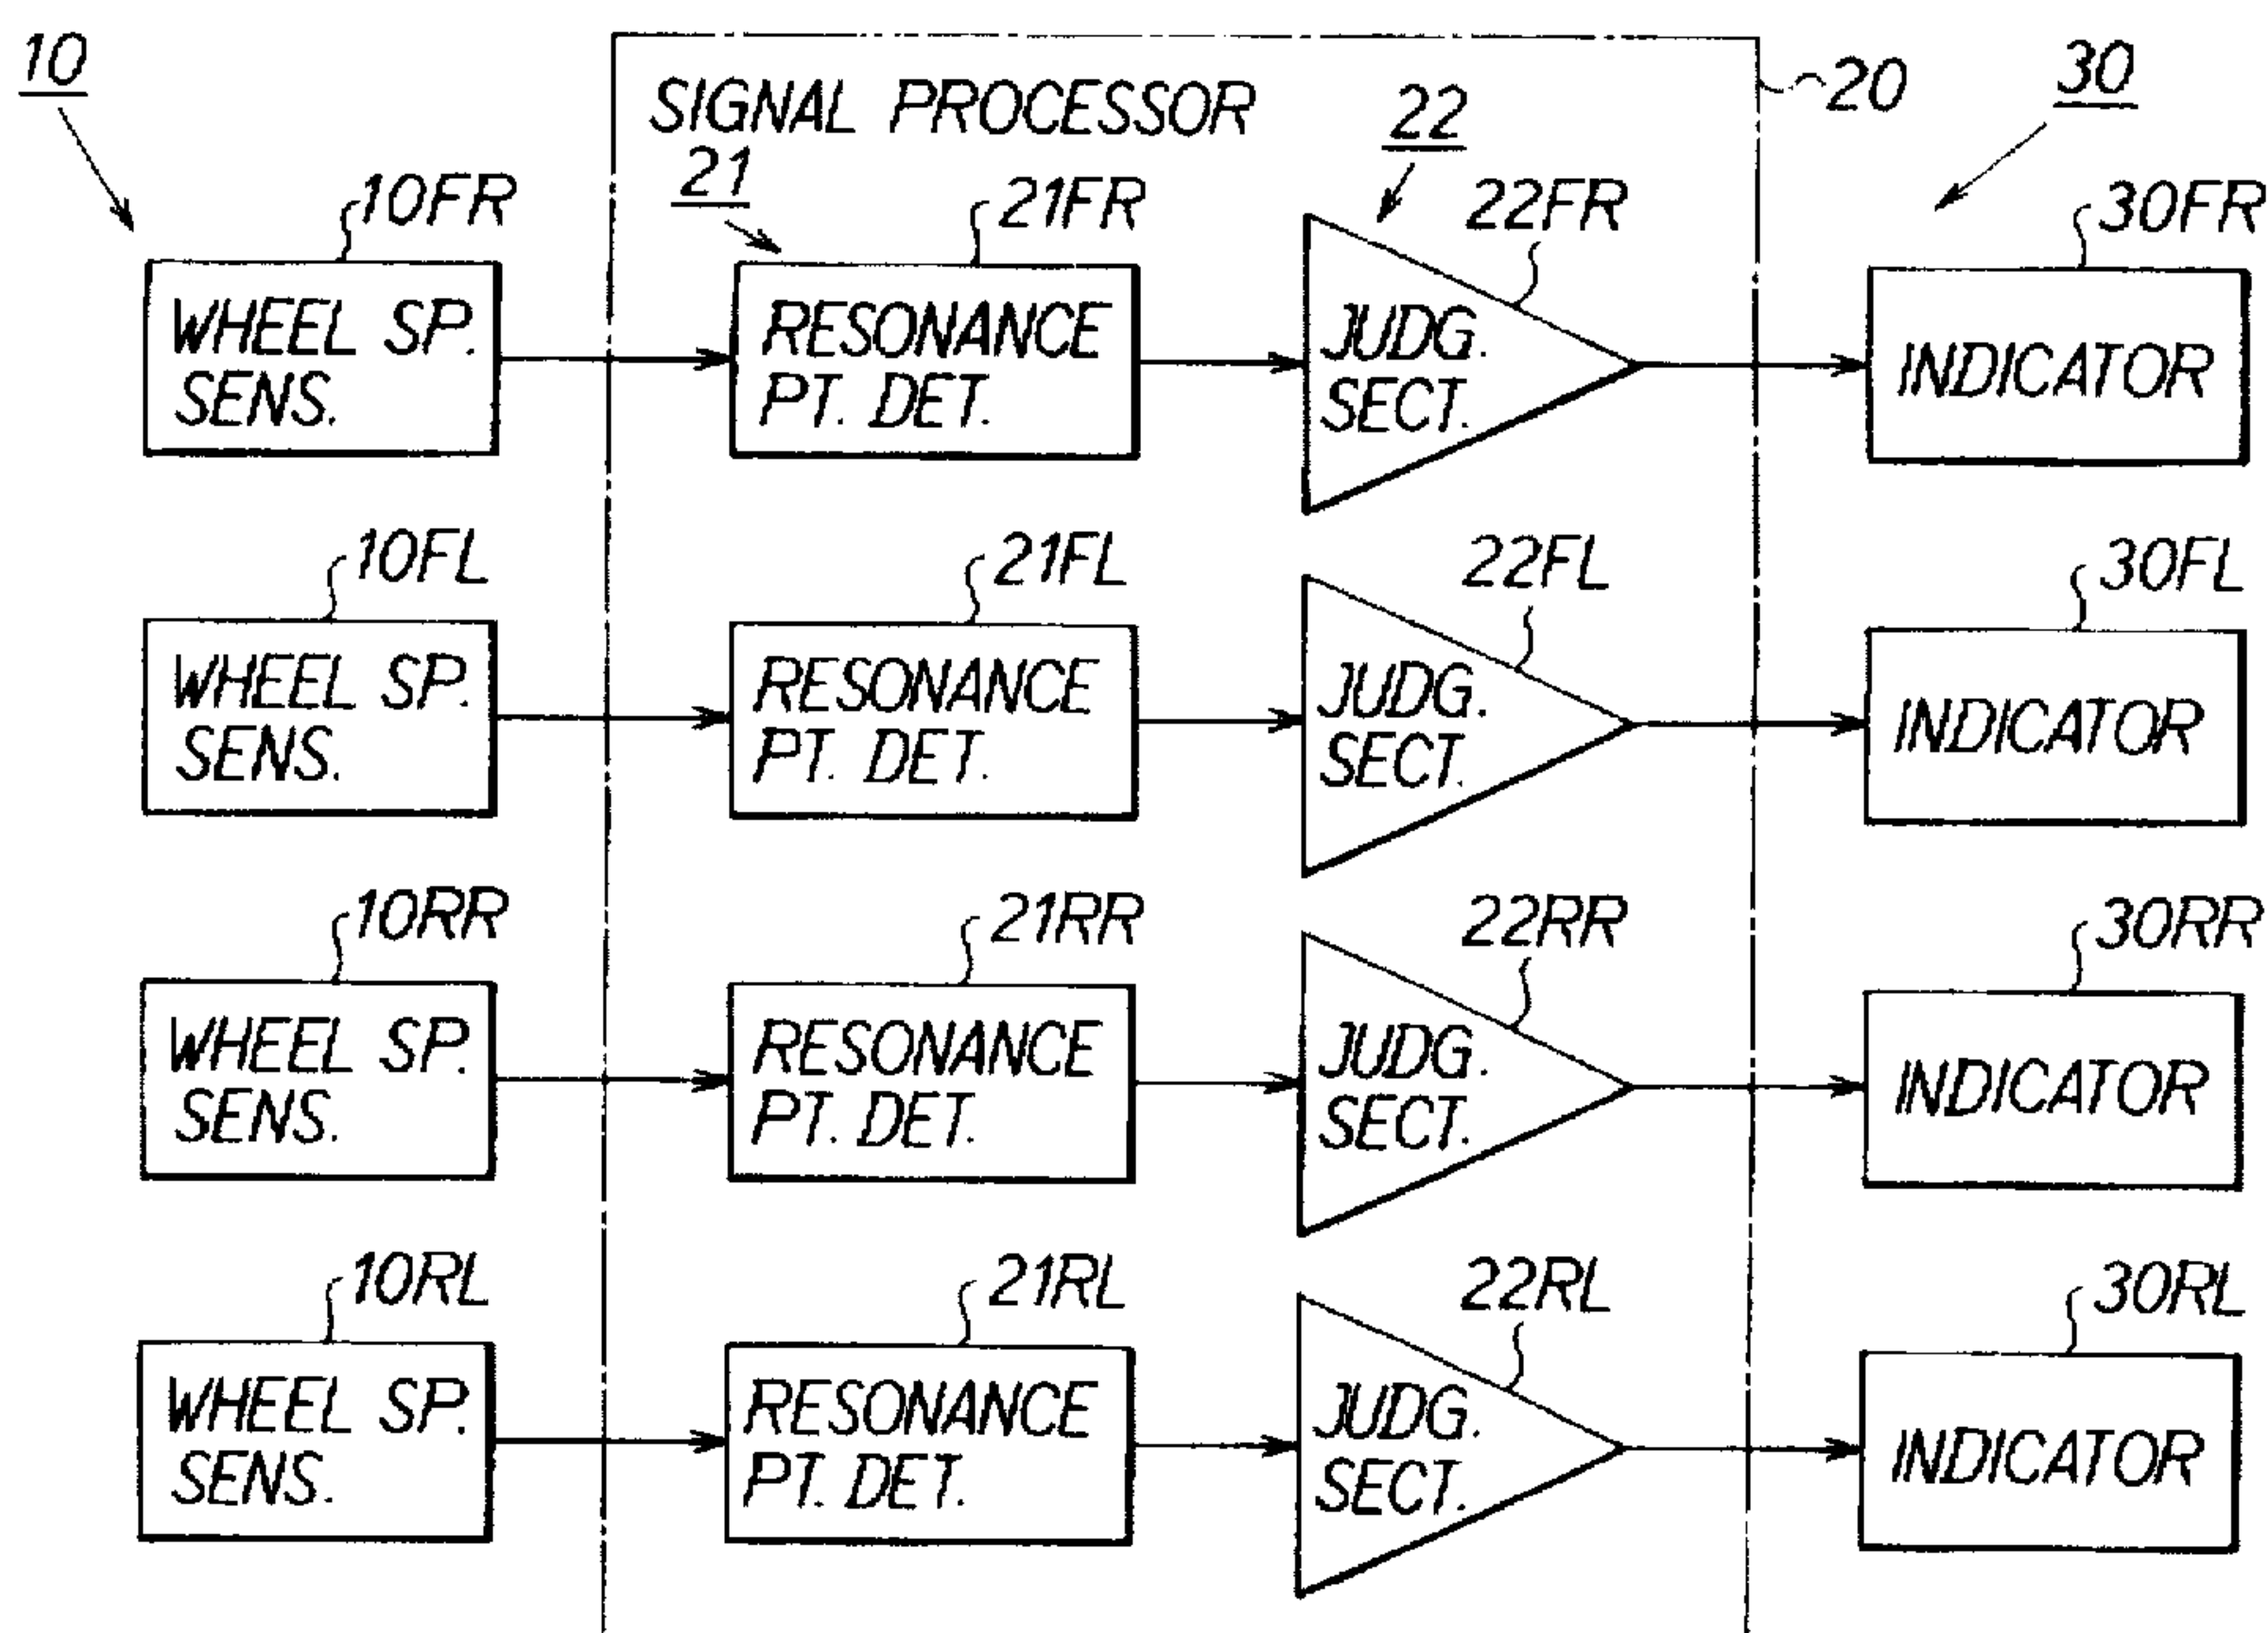 10
SIGNAL PROCESSOR
20
30
21
22
10FR
21FR
22FR
30FR
WHEEL SP.
SENS.
RESONANCE
PT. DET.
JUDG.
SECT.
INDICATOR
10FL
21FL
22FL
30FL
WHEEL SP.
SENS.
RESONANCE
PT. DET.
JUDG.
SECT.
INDICATOR
10RR
21RR
22RR
30RR
WHEEL SP.
SENS.
RESONANCE
PT. DET.
JUDG.
SECT.
INDICATOR
10RL
21RL
22RL
30RL
WHEEL SP.
SENS.
RESONANCE
PT. DET.
JUDG.
SECT.
INDICATOR